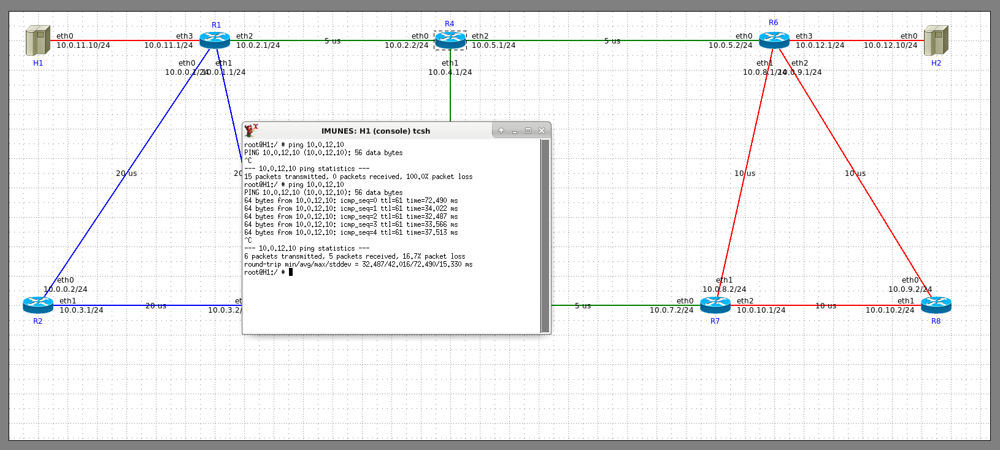 R1
R4
R6
eth0
eth3
eth2
eth0
eth2
eth0
eth3
eth0
10.0.11.10/24
10.0.11.1/24
10.0.2.1/24
5 us
10.0.2.2/24
10.0.5.1/24
5 us
10.0.5.2/24
10.0.12.1/24
10.0.12.10/24
H1
eth0
eth1
eth1
eth1
eth2
H2
10.0.0.1/24
10.0.1.1/24
10.0.4.1/24
10.0.8.1/24
10.0.9.1/24
IMUNES: H1 (console) tcsh
root@H1:/ # ping 10.0.12.10
PING 10.0.12.10 (10.0.12.10): 56 data bytes
^C
--- 10.0.12.10 ping statistics ---
15 packets transmitted, 0 packets received, 100.0% packet loss
root@H1:/ # ping 10.0.12.10
PING 10.0.12.10 (10.0.12.10): 56 data bytes
64 bytes from 10.0.12.10: icmp_seq=0 ttl=61 time=72.490 ms
64 bytes from 10.0.12.10: icmp_seq=1 ttl=61 time=34.022 ms
64 bytes from 10.0.12.10: icmp_seq=2 ttl=61 time=32.487 ms
64 bytes from 10.0.12.10: icmp_seq=3 ttl=61 time=33.566 ms
64 bytes from 10.0.12.10: icmp_seq=4 ttl=61 time=37.513 ms
^C
--- 10.0.12.10 ping statistics ---
6 packets transmitted, 5 packets received, 16.7% packet loss
round-trip min/avg/max/stddev = 32.487/42.016/72.490/15.330 ms
root@H1:/ #
20 us
20
10 us
10 us
eth0
eth1
eth0
10.0.0.2/24
10.0.8.2/24
10.0.9.2/24
eth1
et
eth0
eth2
eth1
10.0.3.1/24
20 us
10.0.3.2/
5 us
10.0.7.2/24
10.0.10.1/24
10 us
10.0.10.2/24
R2
R7
R8